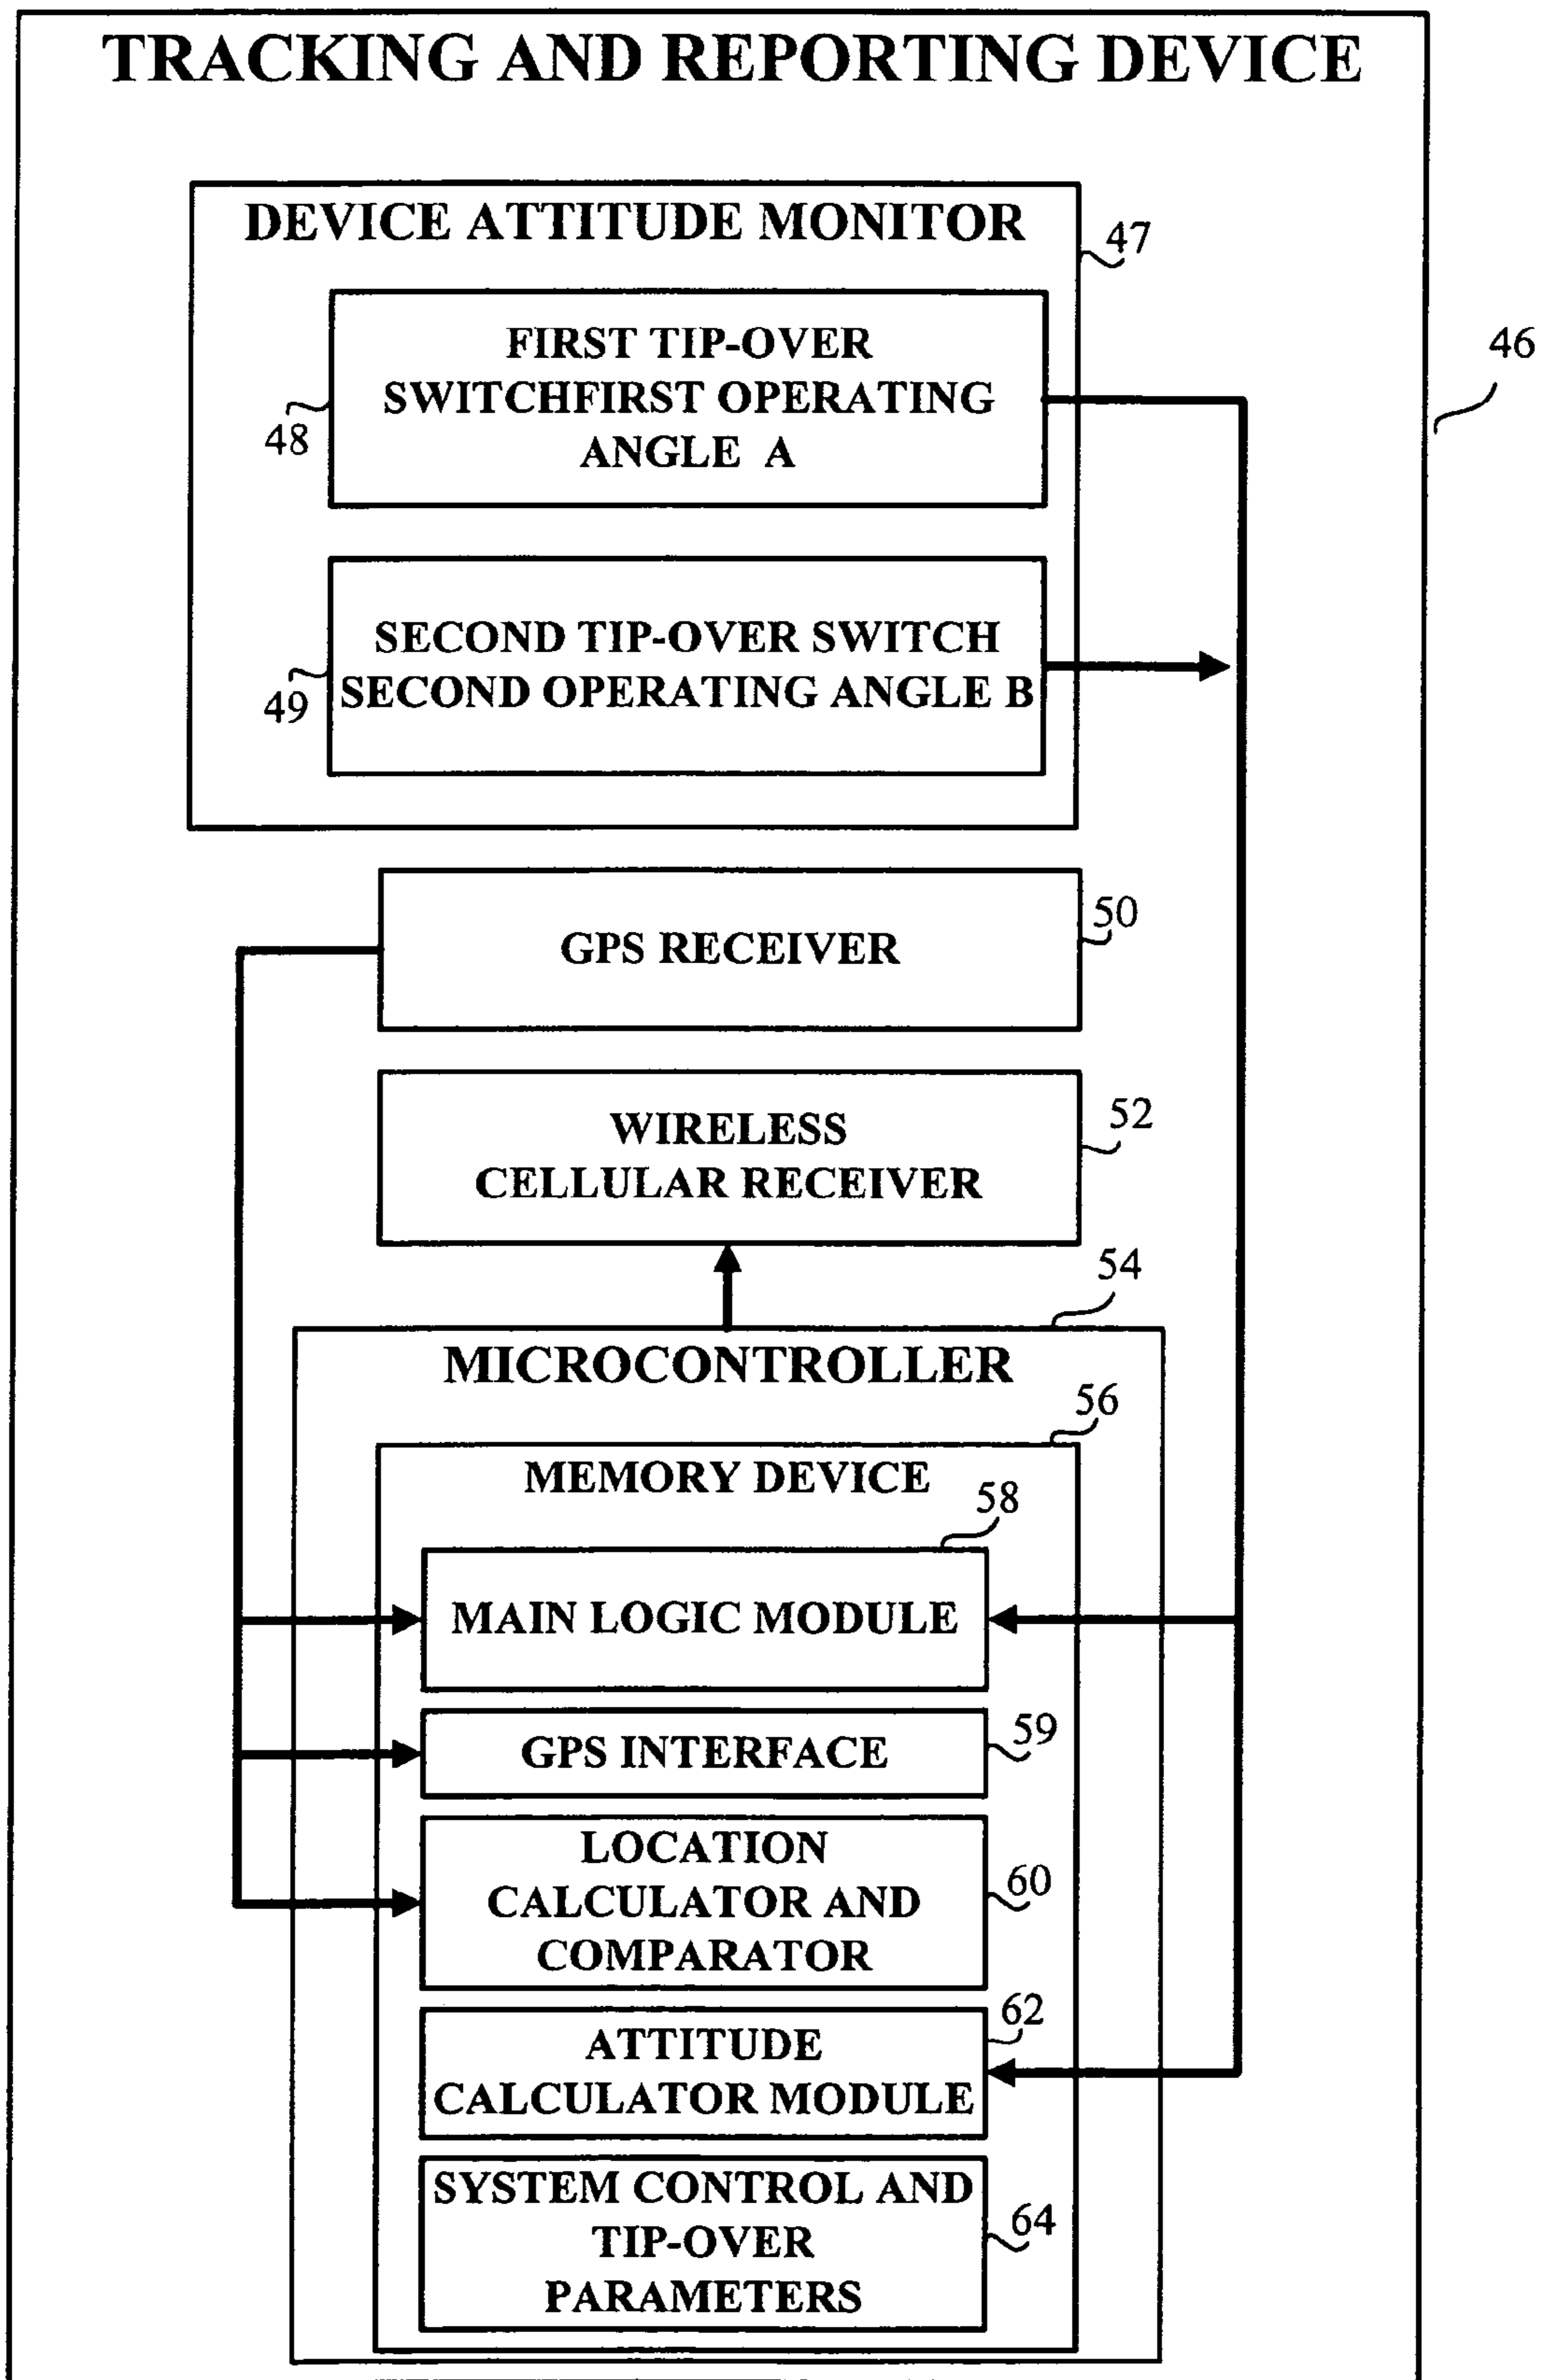 TRACKING AND REPORTING DEVICE
DEVICE ATTITUDE MONITOR
47
FIRST TIP-OVER
SWITCHFIRST OPERATING
ANGLE A
48
46
SECOND TIP-OVER SWITCH
SECOND OPERATING ANGLE B
49
GPS RECEIVER
50
WIRELESS
CELLULAR RECEIVER
52
54
MICROCONTROLLER
56
MEMORY DEVICE
58
MAIN LOGIC MODULE
GPS INTERFACE
59
LOCATION
CALCULATOR AND
COMPARATOR
60
ATTITUDE
CALCULATOR MODULE
62
SYSTEM CONTROL AND
TIP-OVER
PARAMETERS
64